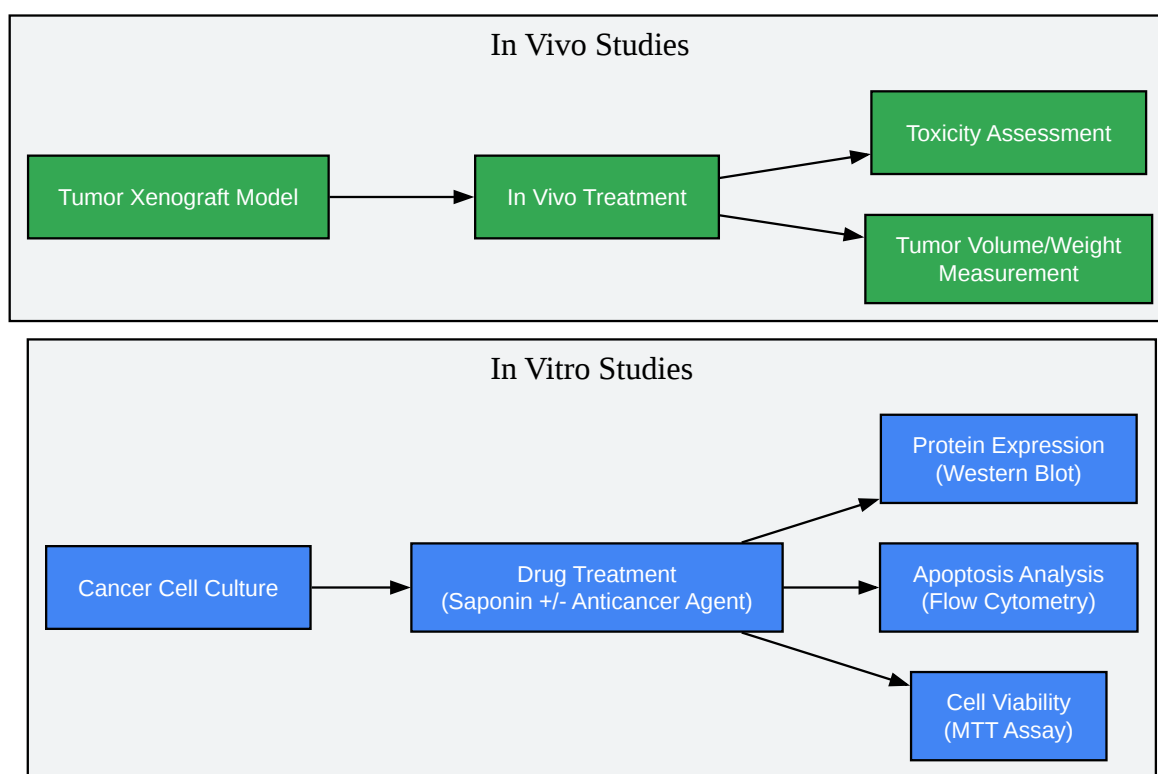 In Vivo Studies
Toxicity Assessment
Tumor Xenograft Model
In Vivo Treatment
Tumor Volume/Weight
Measurement
In Vitro Studies
Protein Expression
(Western Blot)
Cancer Cell Culture
Drug Treatment
(Saponin +/- Anticancer Agent)
Apoptosis Analysis
(Flow Cytometry)
Cell Viability
(MTT Assay)